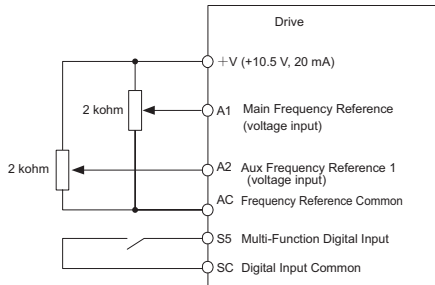 Drive
+V (+10.5 V, 20 mA)
2 kohm
A1 Main Frequency Reference
(voltage input)
2 kohm
A2 Aux Frequency Reference 1
(voltage input)
AC Frequency Reference Common
S5 Multi-Function Digital Input
SC Digital Input Common